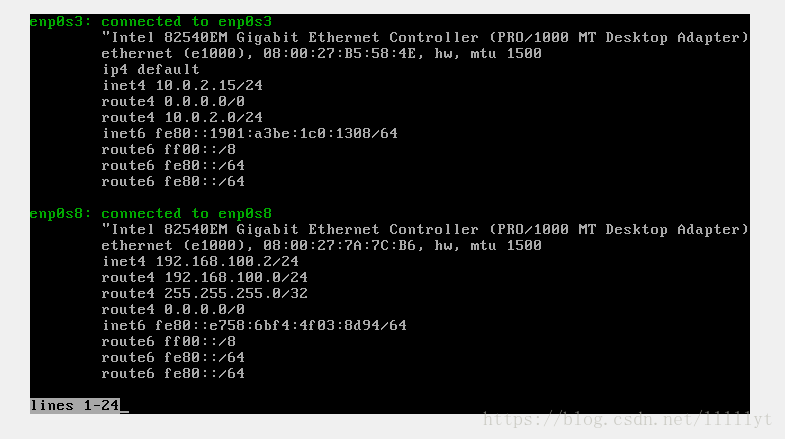 enp0s3: connected to enp0s3
"Intel 82540EM Gigabit Ethernet Controller (PRO/1000 MT Desktop Adapter)
ethernet (e1000), 08:00:27:B5:58:4E, hw, mtu 1500
ip4 default
inet4 10.0.2.15/24
route4 0.0.0.0/0
route4 10.0.2.0/24
inet6 fe80::1901:a3be:1c0:1308/64
route6 ff00::/8
route6 fe80::/64
route6 fe80::/64
enp0s8: connected to enp0s8
"Intel 82540EM Gigabit Ethernet Controller (PRO/1000 MT Desktop Adapter)
ethernet (e1000), 08:00:27:7A:7C:B6, hw, mtu 1500
inet4 192.168.100.2/24
route4 192.168.100.0/24
route4 255.255.255.0/32
route4 0.0.0.0/0
inet6 fe80::e758:6bf4:4f03:8d94/64
route6 ff00::/8
route6 fe80::/64
route6 fe80::/64
lines 1-24
https://blog.csdn.net/lllllyt